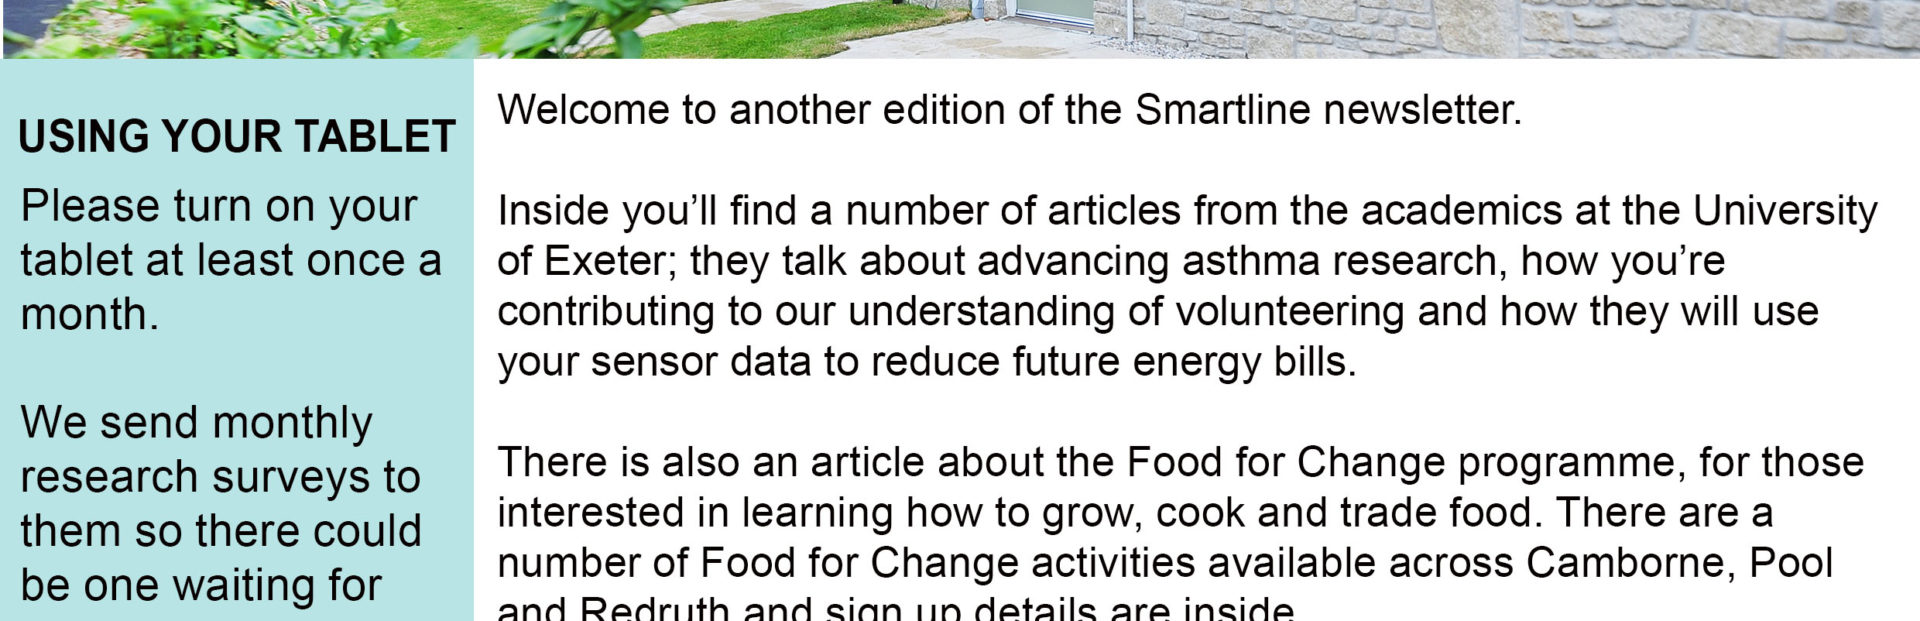 USING YOUR TABLET
Please turn on your
tablet at least once a
month.
We send monthly
research surveys to
them so there could
be one waiting for
Welcome to another edition of the Smartline newsletter.
Inside you’ll find a number of articles from the academics at the University
of Exeter; they talk about advancing asthma research, how you’re
contributing to our understanding of volunteering and how they will use
your sensor data to reduce future energy bills.
There is also an article about the Food for Change programme, for those
interested in learning how to grow, cook and trade food. There are a
number of Food for Change activities available across Camborne, Pool
and Redruth and sign up details are inside.